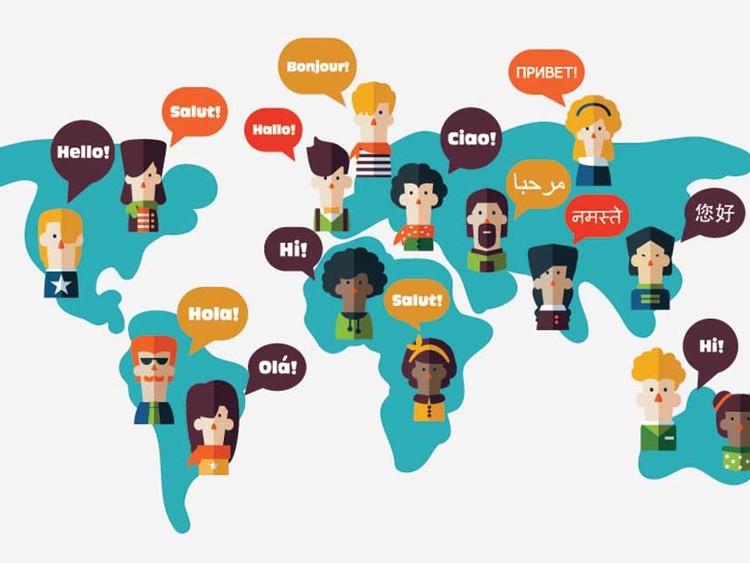 Bonjour!
ПРИВЕТ!
Salut!
Hallo!
Ciao!
Hello!
مرحبا
नमस्ते
您好
Hi!
Salut!
Hola!
Hi!
Olá!